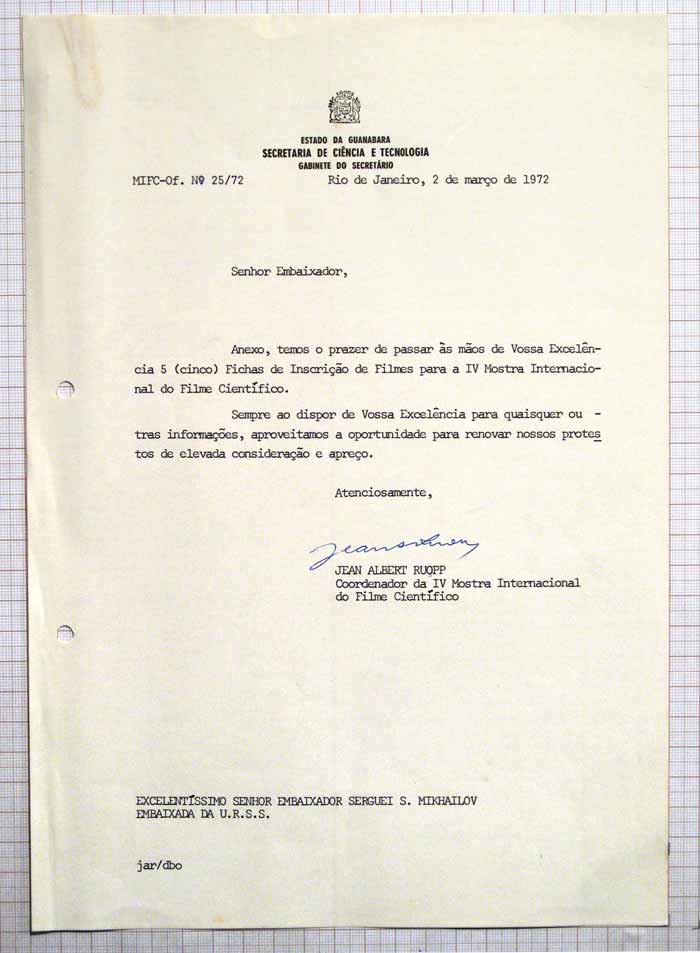 ESTADO DA GUANABARA
SECRETARIA DE CIÊNCIA E TECNOLOGIA
GABINETE DO SECRETÁRIO
MIFC-Of. Nº 25/72 Rio de Janeiro, 2 de março de 1972
Senhor Embaixador,
Anexo, temos o prazer de passar às mãos de Vossa Excelên-
cia 5 (cinco) Fichas de Inscrição de Filmes para a IV Mostra Internacio-
nal do Filme Científico.
Sempre ao dispor de Vossa Excelência para quaisquer ou -
tras informações, aproveitamos a oportunidade para renovar nossos protes
tos de elevada consideração e apreço.
Atenciosamente,
JEAN ALBERT RUOPP
Coordenador da IV Mostra Internacional
do Filme Científico
EXCELENTÍSSIMO SENHOR EMBAIXADOR SERGUEI S. MIKHAILOV
EMBAIXADA DA U.R.S.S.
jar/dbo